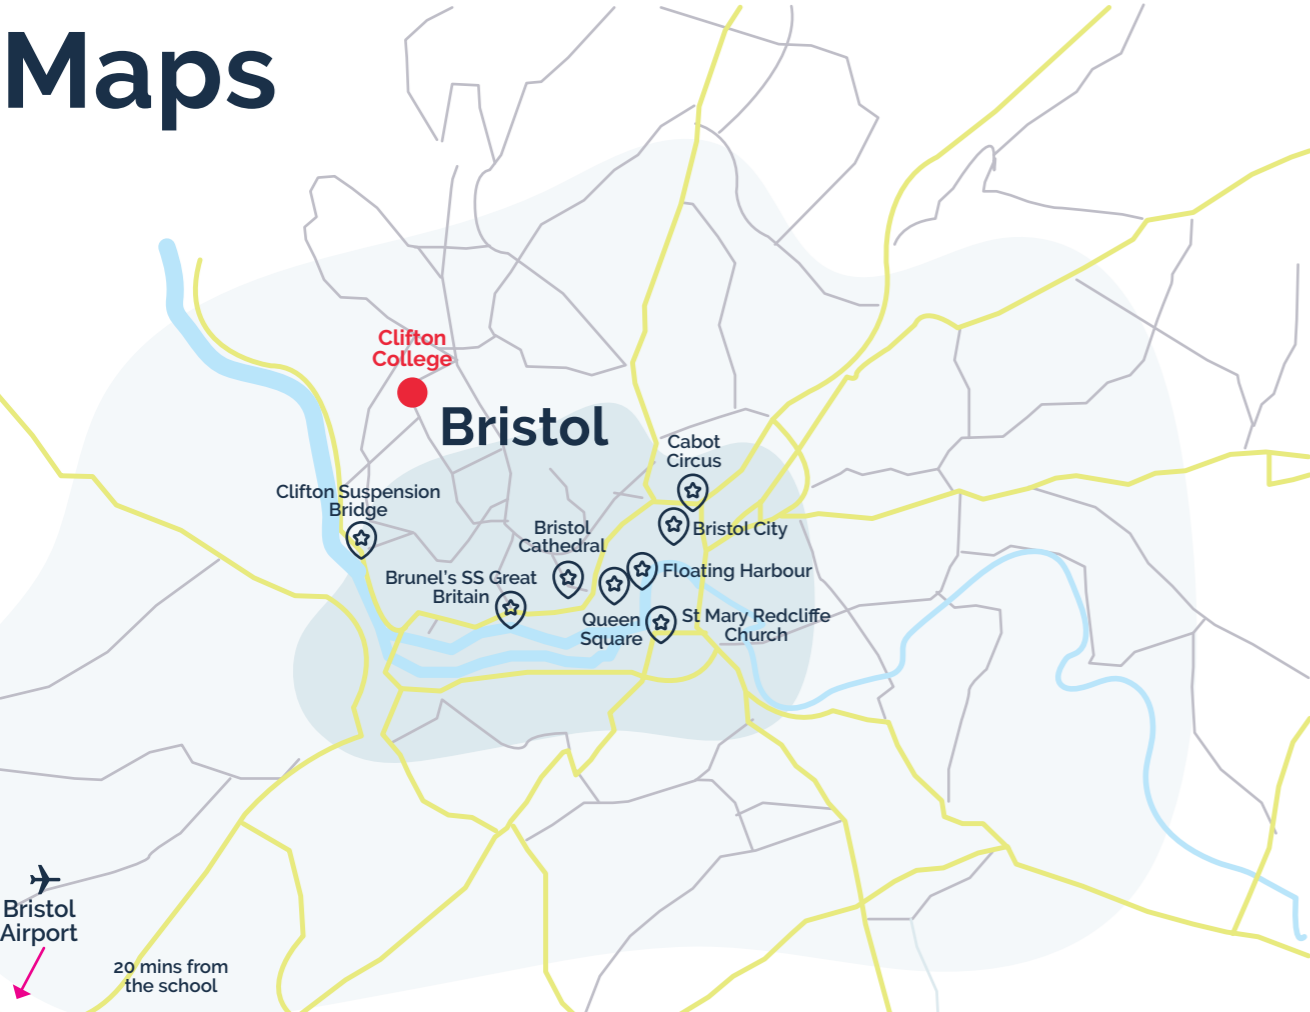 Maps
Clifton
College
Bristol
Cabot
Circus
Clifton Suspension
Bridge
Bristol
Cathedral
Bristol City
Brunel's SS Great
Britain
Floating Harbour
Queen
Square
St Mary Redcliffe
Church
Bristol
Airport
20 mins from
the school